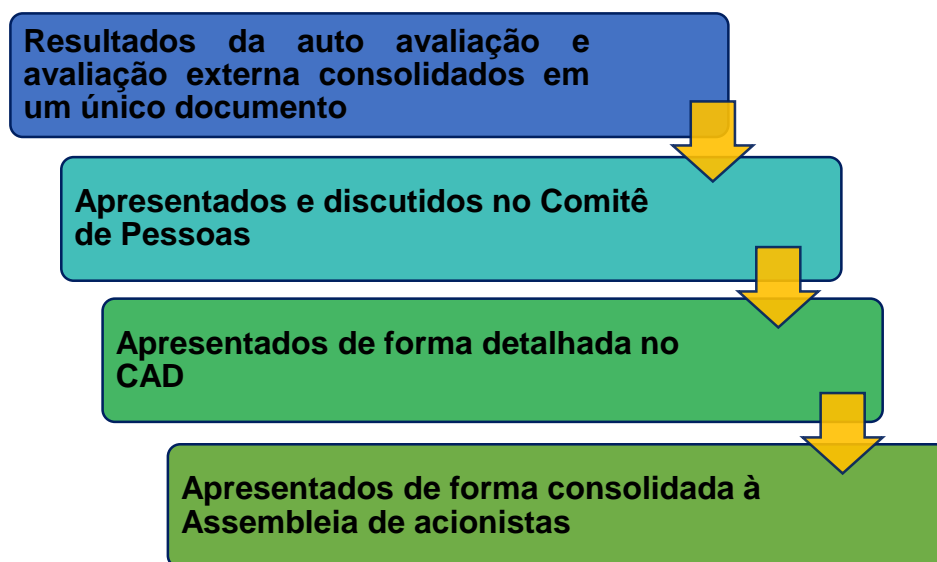 Resultados da auto avaliação e
avaliação externa consolidados em
um único documento
Apresentados e discutidos no Comitê
de Pessoas
Apresentados de forma detalhada no
CAD
Apresentados de forma consolidada à
Assembleia de acionistas